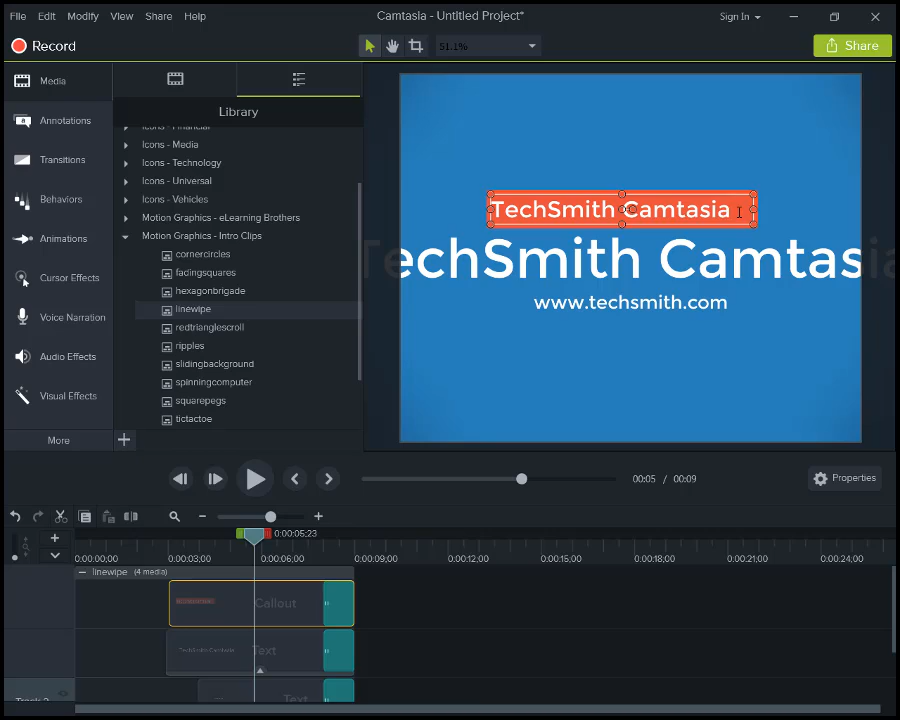 File Edit Modify View Share Help
Camtasia - Untitled Project*
Sign In
Record
51.1%
Share
Media
Annotations
Transitions
Behaviors
Animations
Cursor Effects
Voice Narration
Audio Effects
Visual Effects
More
Library
Icons - Financial
Icons - Media
Icons - Technology
Icons - Universal
Icons - Vehicles
Motion Graphics - eLearning Brothers
Motion Graphics - Intro Clips
cornercircles
fadingsquares
hexagonbrigade
linewipe
redtrianglescroll
ripples
slidingbackground
spinningcomputer
squarepegs
tictactoe
TechSmith Camtasia
TechSmith Camtasia
www.techsmith.com
00:05 / 00:09
Properties
0:00:05;23
0:00:00;00 0:00:03;00 0:00:06;00 0:00:09;00 0:00:12;00 0:00:15;00 0:00:18;00 0:00:21;00 0:00:24;00
linewipe (4 media)
Callout
TechSmith Camtasia Text
Text